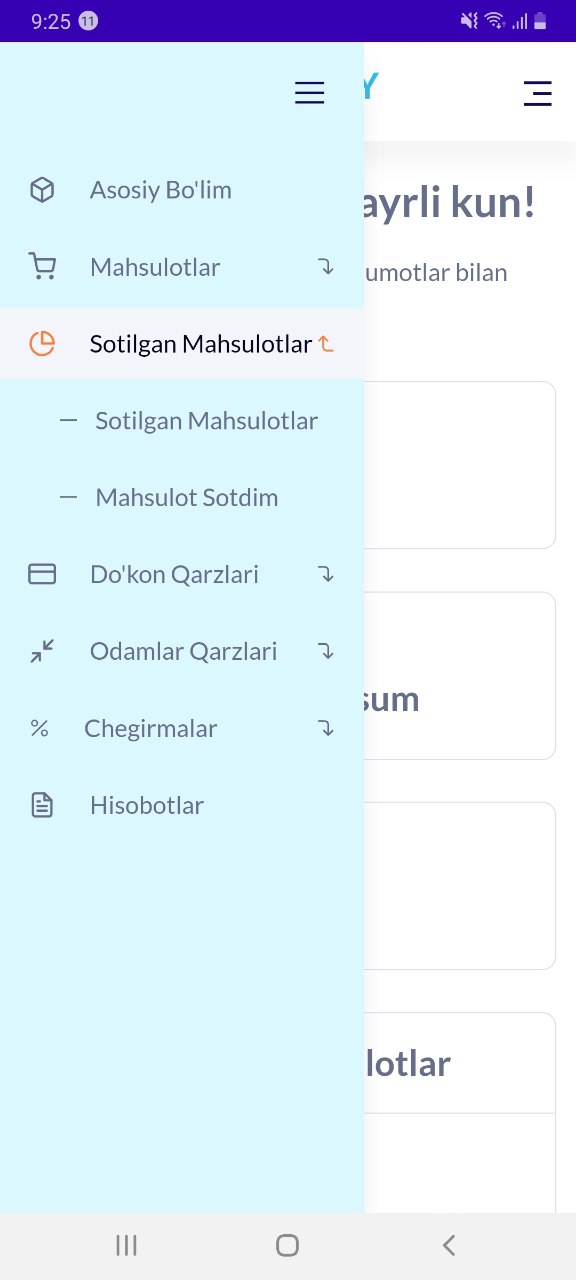 9:25 11
Y
Asosiy Bo'lim
ayrli kun!
Mahsulotlar
umotlar bilan
Sotilgan Mahsulotlar
Sotilgan Mahsulotlar
Mahsulot Sotdim
Do'kon Qarzlari
Odamlar Qarzlari
sum
% Chegirmalar
Hisobotlar
lotlar